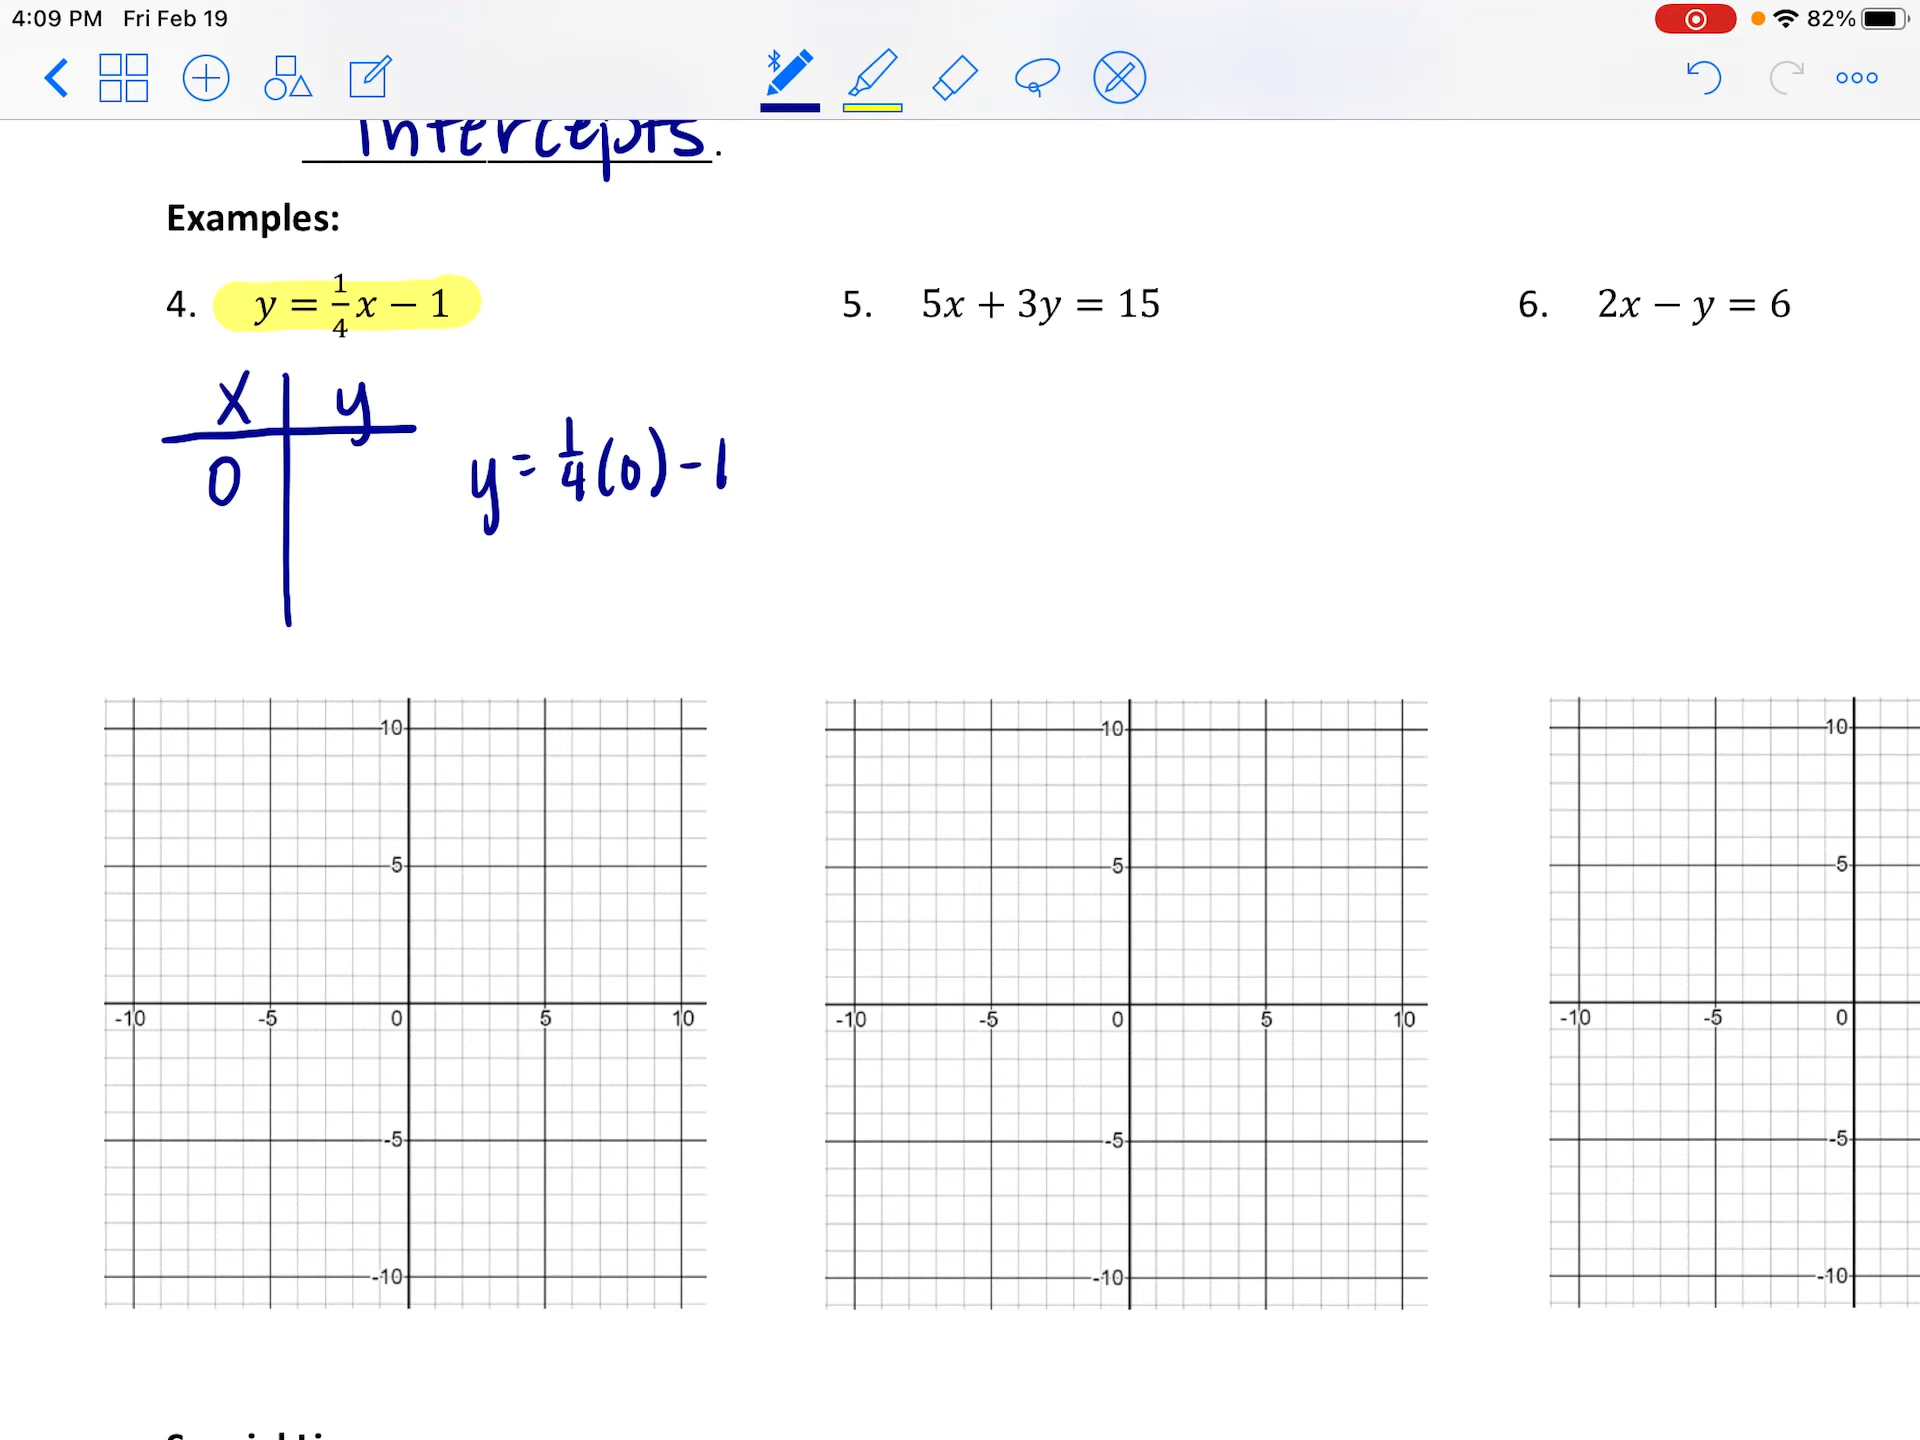 4:09 PM Fri Feb 19 82%
intercepts.
Examples:
4. y = 1/4 x − 1
5. 5x + 3y = 15
6. 2x − y = 6
x y
0
y = 1/4 (0) − 1
10 10 10
5 5 5
-10 -5 0 5 10 -10 -5 0 5 10 -10 -5 0
-5 -5 -5
-10 -10 -10